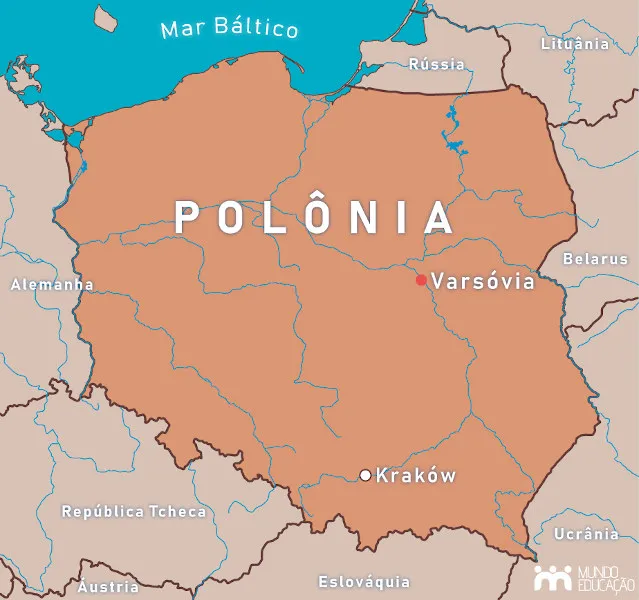 Mar Báltico
Lituânia
Rússia
POLÔNIA
Belarus
Alemanha
Varsóvia
Kraków
República Tcheca
Ucrânia
Áustria
Eslováquia
MUNDO
EDUCAÇÃO